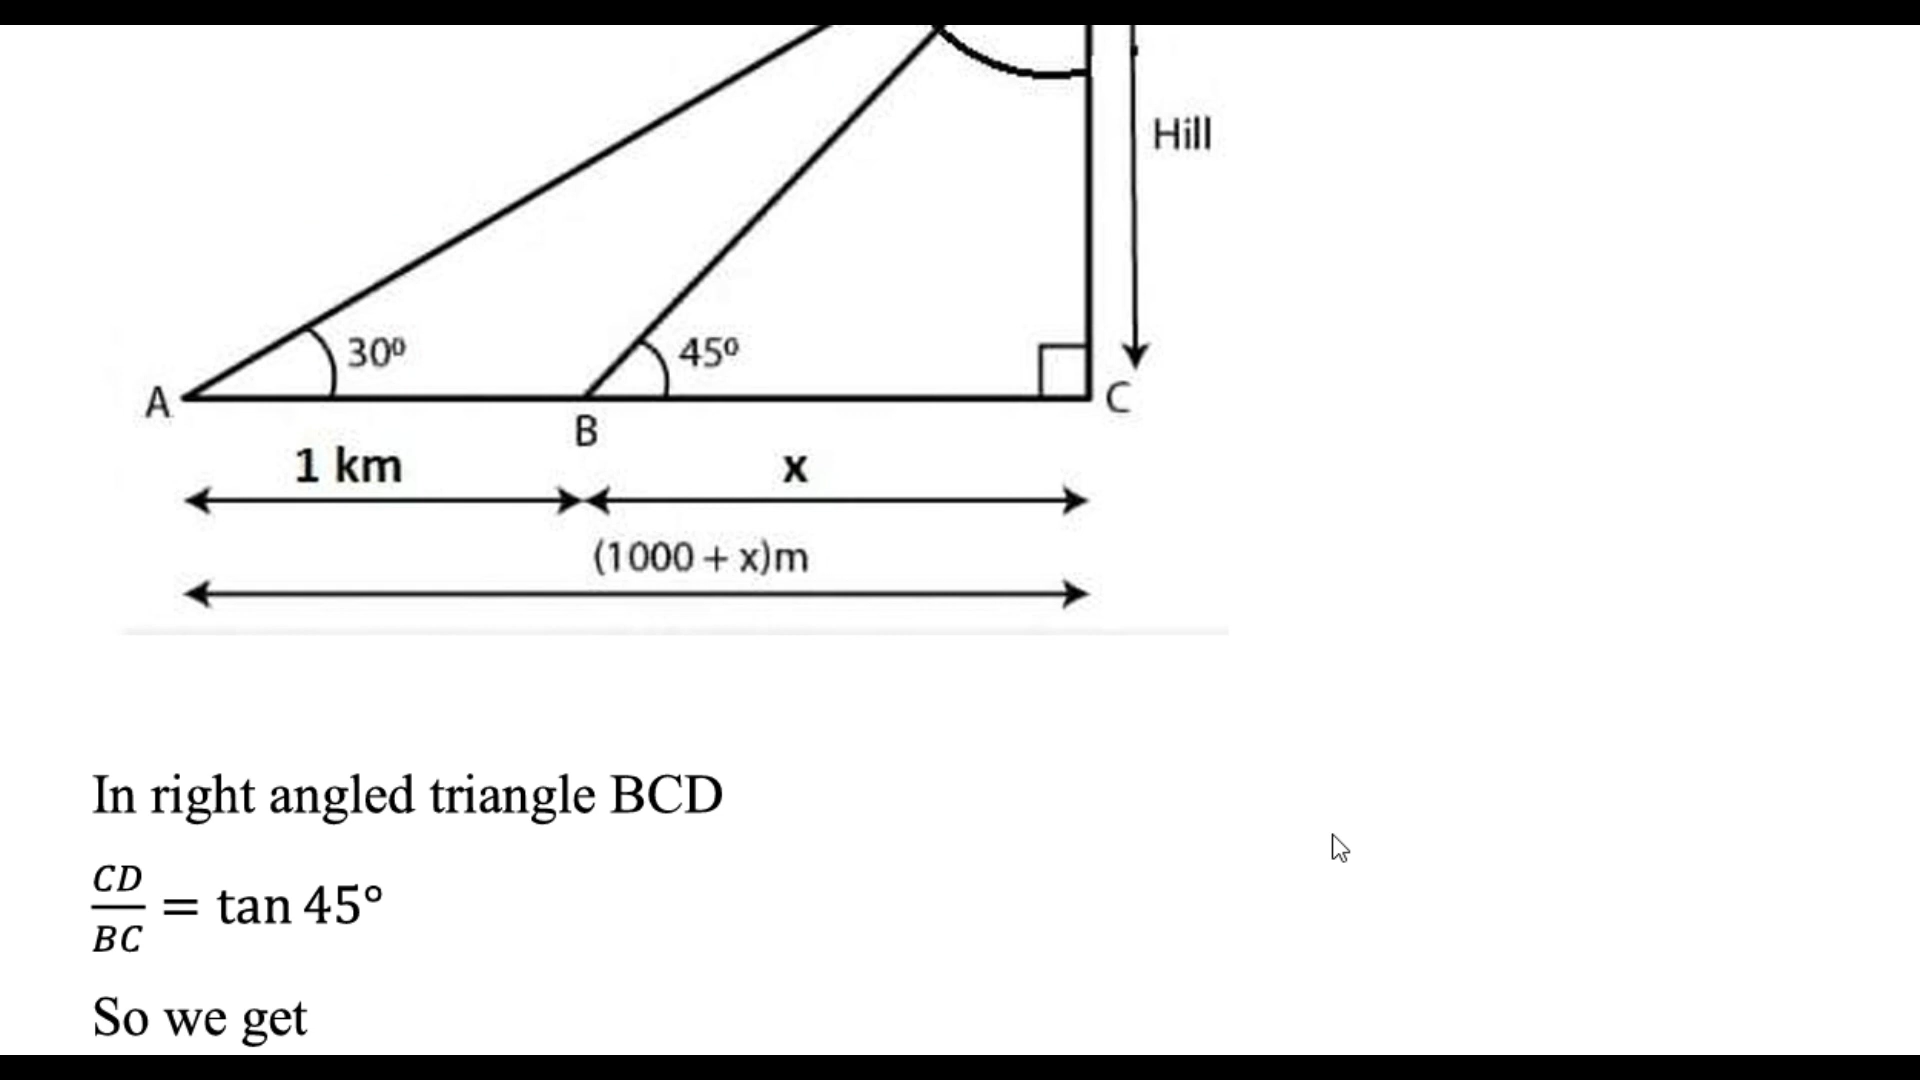 Hill
30⁰
45⁰
A
C
B
1 km
x
(1000 + x)m
In right angled triangle BCD
CD/BC = tan 45°
So we get